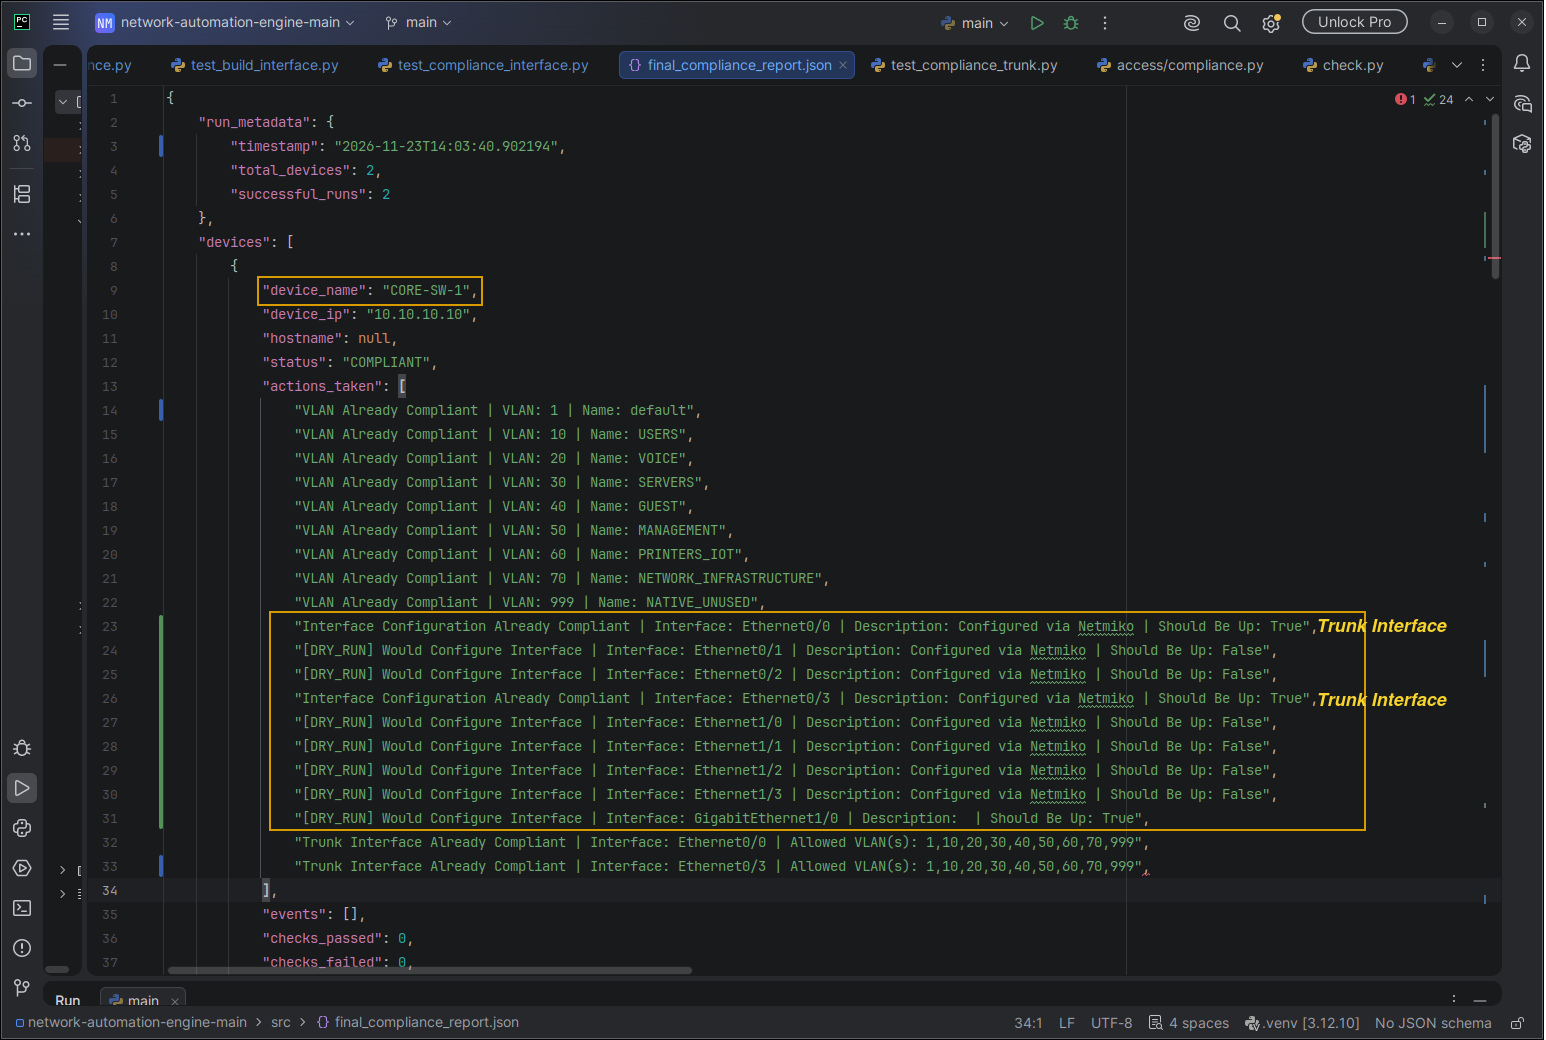 PC
NM network-automation-engine-main main main Unlock Pro
nce.py test_build_interface.py test_compliance_interface.py final_compliance_report.json test_compliance_trunk.py access/compliance.py check.py
1 {
1 24
2 "run_metadata": {
3 "timestamp": "2026-11-23T14:03:40.902194",
4 "total_devices": 2,
5 "successful_runs": 2
6 },
7 "devices": [
8 {
9 "device_name": "CORE-SW-1",
10 "device_ip": "10.10.10.10",
11 "hostname": null,
12 "status": "COMPLIANT",
13 "actions_taken": [
14 "VLAN Already Compliant | VLAN: 1 | Name: default",
15 "VLAN Already Compliant | VLAN: 10 | Name: USERS",
16 "VLAN Already Compliant | VLAN: 20 | Name: VOICE",
17 "VLAN Already Compliant | VLAN: 30 | Name: SERVERS",
18 "VLAN Already Compliant | VLAN: 40 | Name: GUEST",
19 "VLAN Already Compliant | VLAN: 50 | Name: MANAGEMENT",
20 "VLAN Already Compliant | VLAN: 60 | Name: PRINTERS_IOT",
21 "VLAN Already Compliant | VLAN: 70 | Name: NETWORK_INFRASTRUCTURE",
22 "VLAN Already Compliant | VLAN: 999 | Name: NATIVE_UNUSED",
23 "Interface Configuration Already Compliant | Interface: Ethernet0/0 | Description: Configured via Netmiko | Should Be Up: True", Trunk Interface
24 "[DRY_RUN] Would Configure Interface | Interface: Ethernet0/1 | Description: Configured via Netmiko | Should Be Up: False",
25 "[DRY_RUN] Would Configure Interface | Interface: Ethernet0/2 | Description: Configured via Netmiko | Should Be Up: False",
26 "Interface Configuration Already Compliant | Interface: Ethernet0/3 | Description: Configured via Netmiko | Should Be Up: True", Trunk Interface
27 "[DRY_RUN] Would Configure Interface | Interface: Ethernet1/0 | Description: Configured via Netmiko | Should Be Up: False",
28 "[DRY_RUN] Would Configure Interface | Interface: Ethernet1/1 | Description: Configured via Netmiko | Should Be Up: False",
29 "[DRY_RUN] Would Configure Interface | Interface: Ethernet1/2 | Description: Configured via Netmiko | Should Be Up: False",
30 "[DRY_RUN] Would Configure Interface | Interface: Ethernet1/3 | Description: Configured via Netmiko | Should Be Up: False",
31 "[DRY_RUN] Would Configure Interface | Interface: GigabitEthernet1/0 | Description:  | Should Be Up: True",
32 "Trunk Interface Already Compliant | Interface: Ethernet0/0 | Allowed VLAN(s): 1,10,20,30,40,50,60,70,999",
33 "Trunk Interface Already Compliant | Interface: Ethernet0/3 | Allowed VLAN(s): 1,10,20,30,40,50,60,70,999",
34 ],
35 "events": [],
36 "checks_passed": 0,
37 "checks_failed": 0,
Run main
network-automation-engine-main > src > {} final_compliance_report.json 34:1 LF UTF-8 4 spaces .venv [3.12.10] No JSON schema